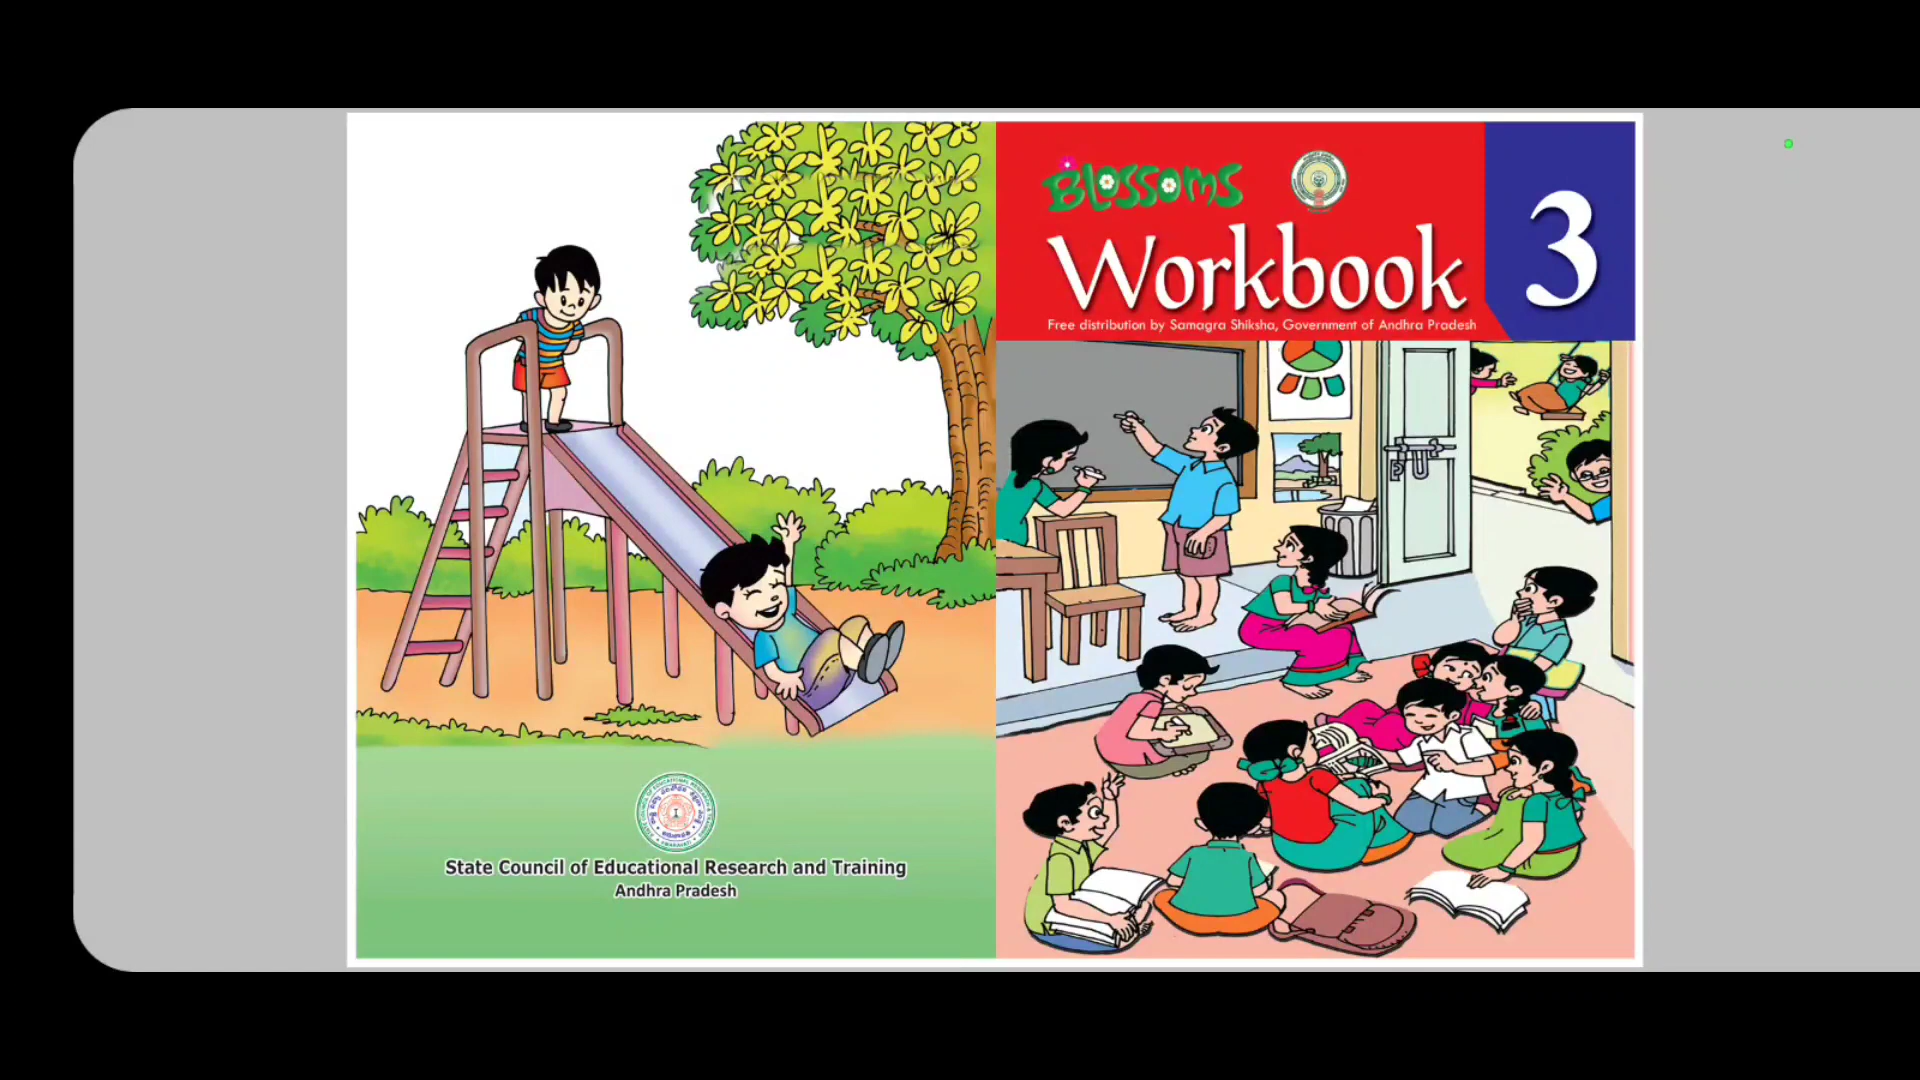 Blossoms
Workbook
3
Free distribution by Samagra Shiksha, Government of Andhra Pradesh
State Council of Educational Research and Training
Andhra Pradesh